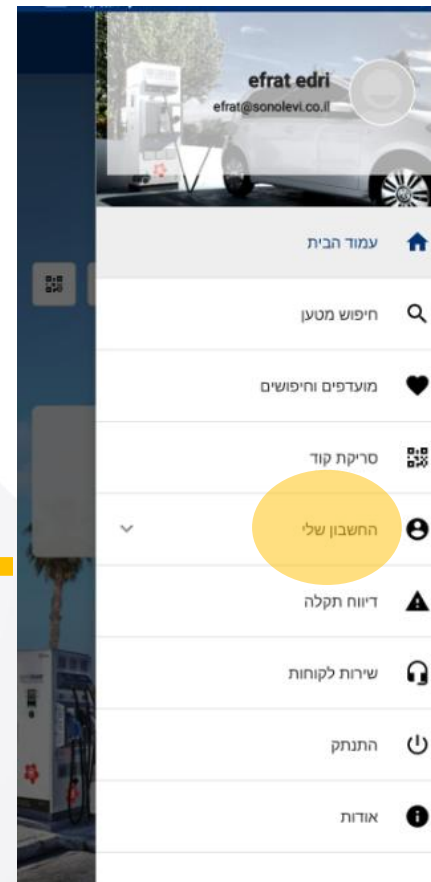 efrat edri
efrat@sonolevi.co.il
עמוד הבית
חיפוש מטען
מועדפים וחיפושים
סריקת קוד
החשבון שלי
דיווח תקלה
שירות לקוחות
התנתק
אודות